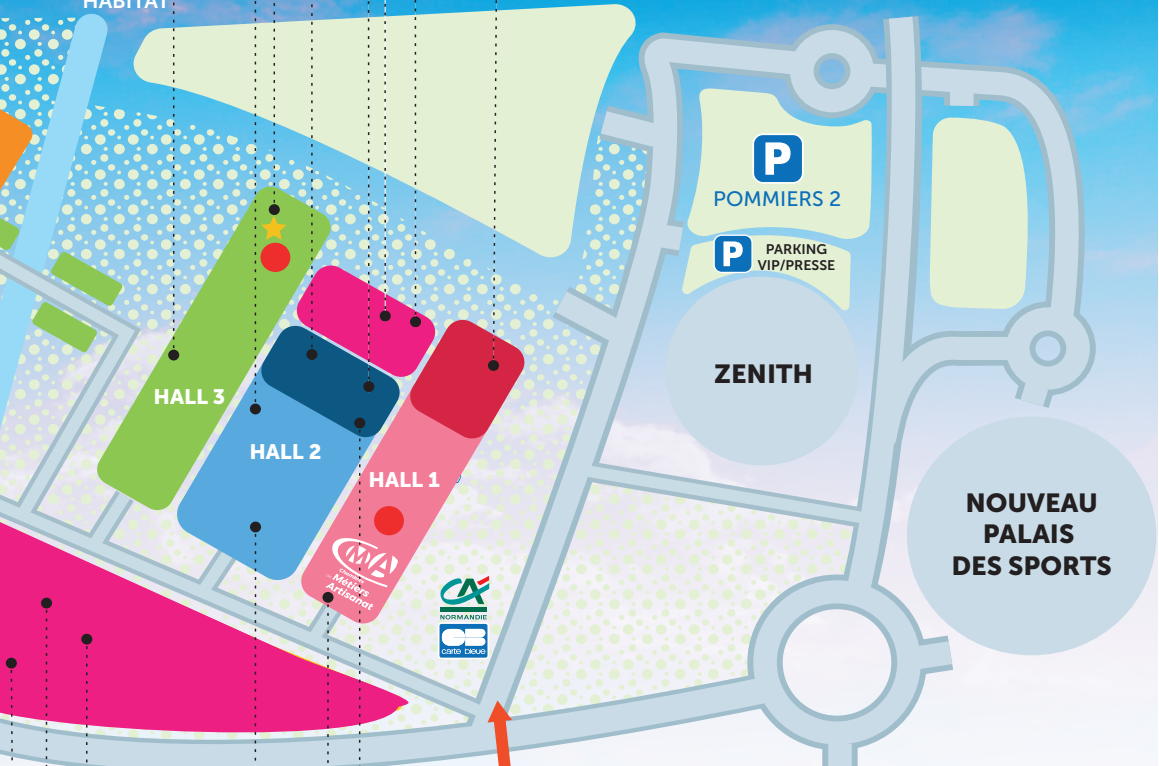 HABITAT
P
POMMIERS 2
P
PARKING
VIP/PRESSE
ZENITH
HALL 3
HALL 2
HALL 1
NOUVEAU
PALAIS
DES SPORTS
CMA
Métiers
Artisanat
CA
NORMANDIE
CB
carte bleue